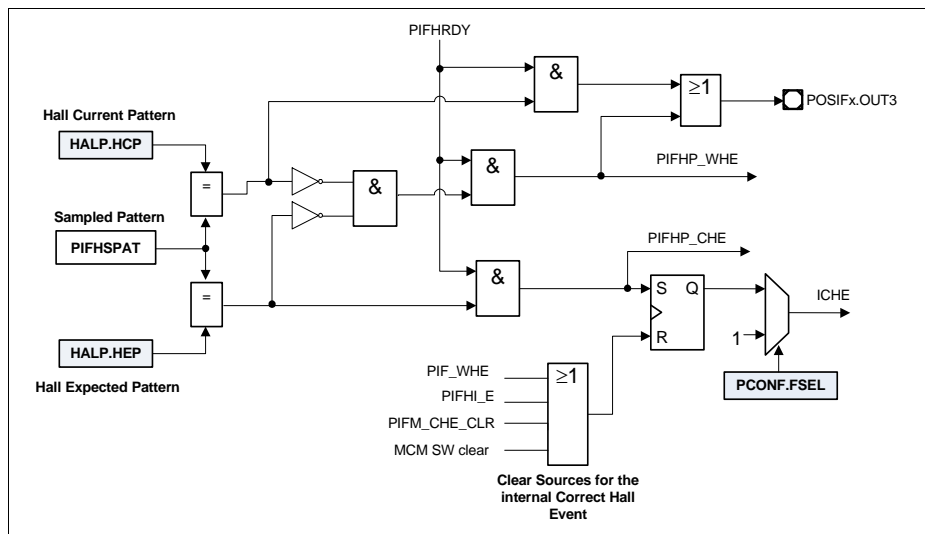 PIFHRDY
&
≥1
POSIFx.OUT3
Hall Current Pattern
HALP.HCP
=
&
&
PIFHP_WHE
Sampled Pattern
PIFHSPAT
PIFHP_CHE
&
=
S Q
R
ICHE
1
HALP.HEP
Hall Expected Pattern
PIF_WHE
PIFHI_E
PIFM_CHE_CLR
MCM SW clear
≥1
PCONF.FSEL
Clear Sources for the
internal Correct Hall
Event